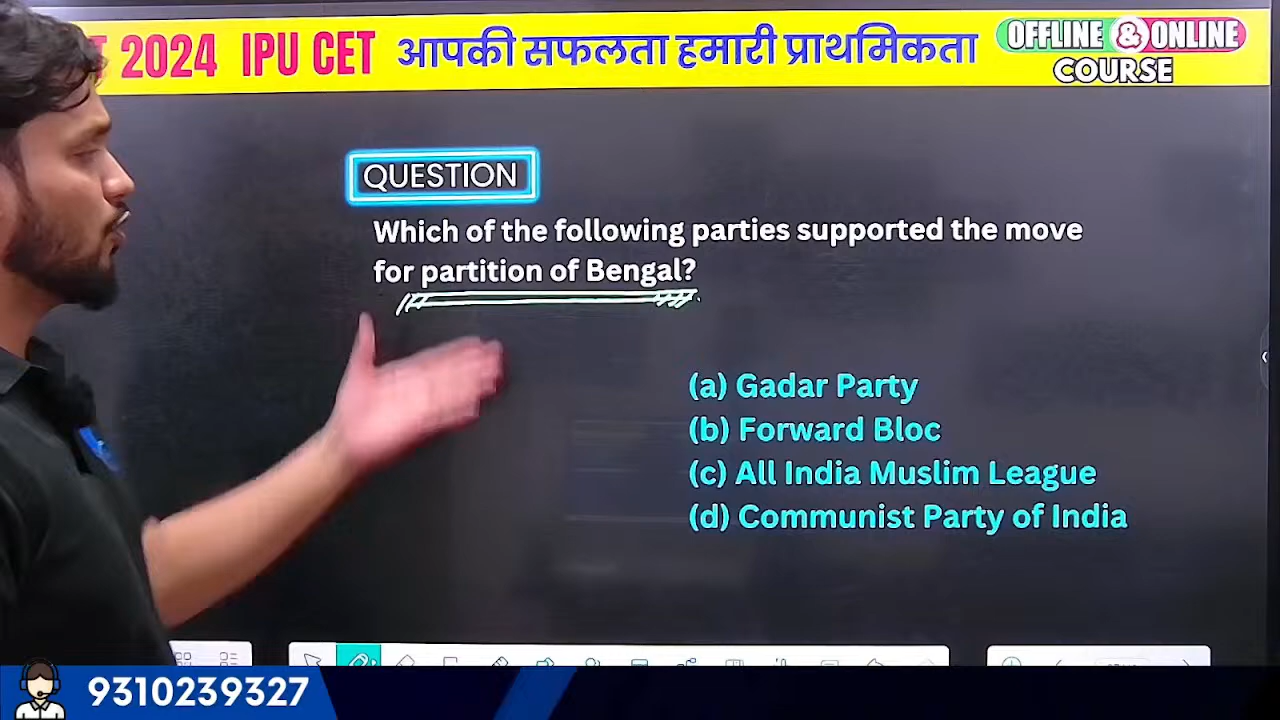 2024 IPU CET आपकी सफलता हमारी प्राथमिकता OFFLINE & ONLINE
COURSE
QUESTION
Which of the following parties supported the move
for partition of Bengal?
(a) Gadar Party
(b) Forward Bloc
(c) All India Muslim League
(d) Communist Party of India
9310239327